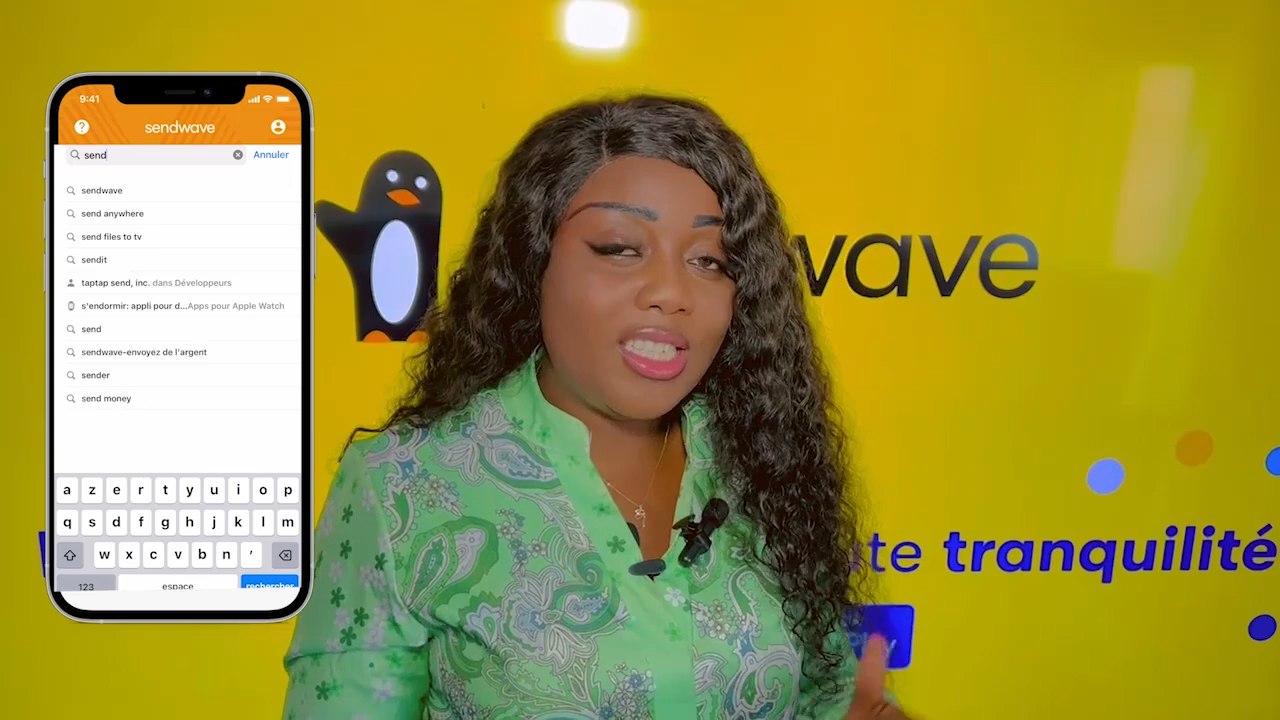 9:41
sendwave
send
Annuler
sendwave
send anywhere
send files to tv
sendit
taptap send, inc. dans Développeurs
s'endormir: appli pour d...Apps pour Apple Watch
send
sendwave-envoyez de l'argent
sender
send money
a z e r t y u i o p
q s d f g h j k l m
w x c v b n ’
123 espace rechercher
wave
tranquilité